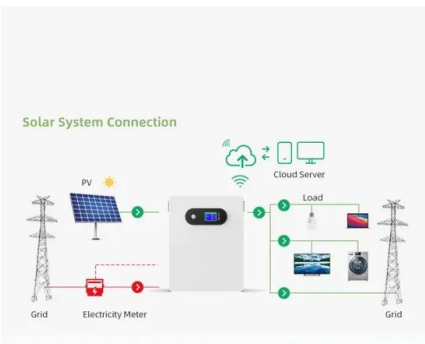 Solar System Connection
Cloud Server
PV
Load
Grid
Electricity Meter
Grid